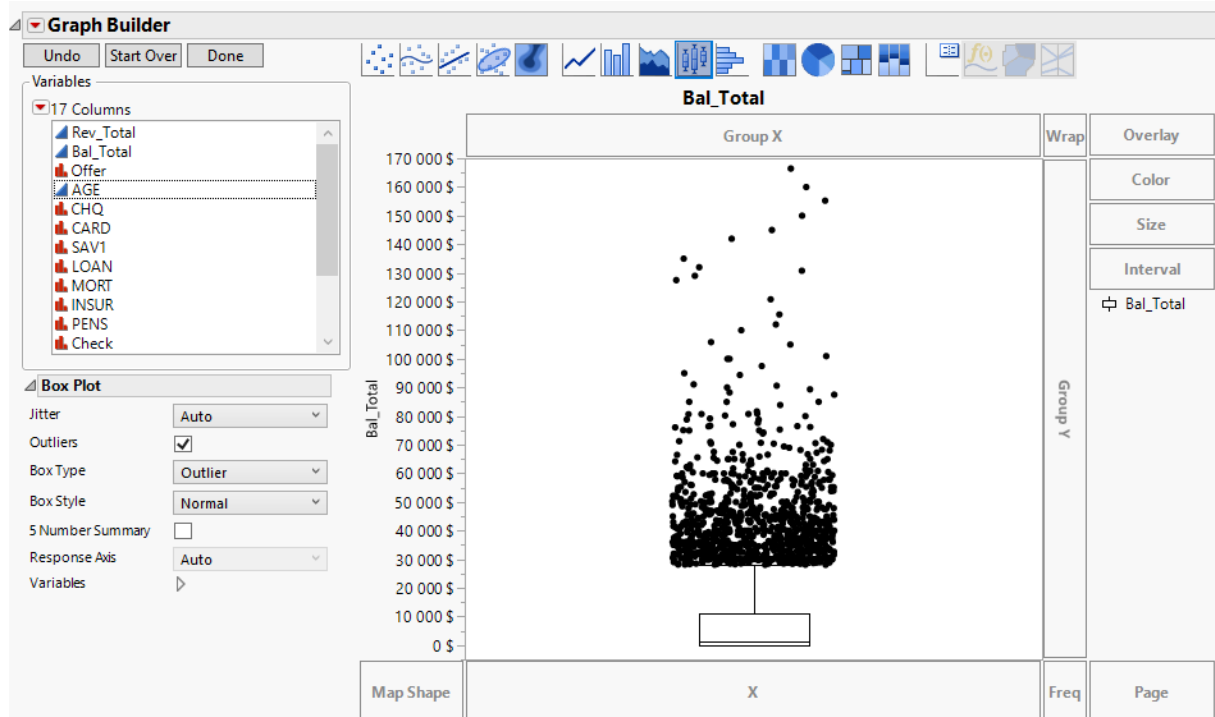 Graph Builder
Undo Start Over Done
Variables
17 Columns
Rev_Total
Bal_Total
Offer
AGE
CHQ
CARD
SAV1
LOAN
MORT
INSUR
PENS
Check
Box Plot
Jitter Auto
Outliers
Box Type Outlier
Box Style Normal
5 Number Summary
Response Axis Auto
Variables
Bal_Total
Group X
Wrap
Overlay
Color
Size
Interval
Bal_Total
170 000 $
160 000 $
150 000 $
140 000 $
130 000 $
120 000 $
110 000 $
100 000 $
90 000 $
80 000 $
70 000 $
60 000 $
50 000 $
40 000 $
30 000 $
20 000 $
10 000 $
0 $
Bal_Total
Group Y
Map Shape
X
Freq
Page